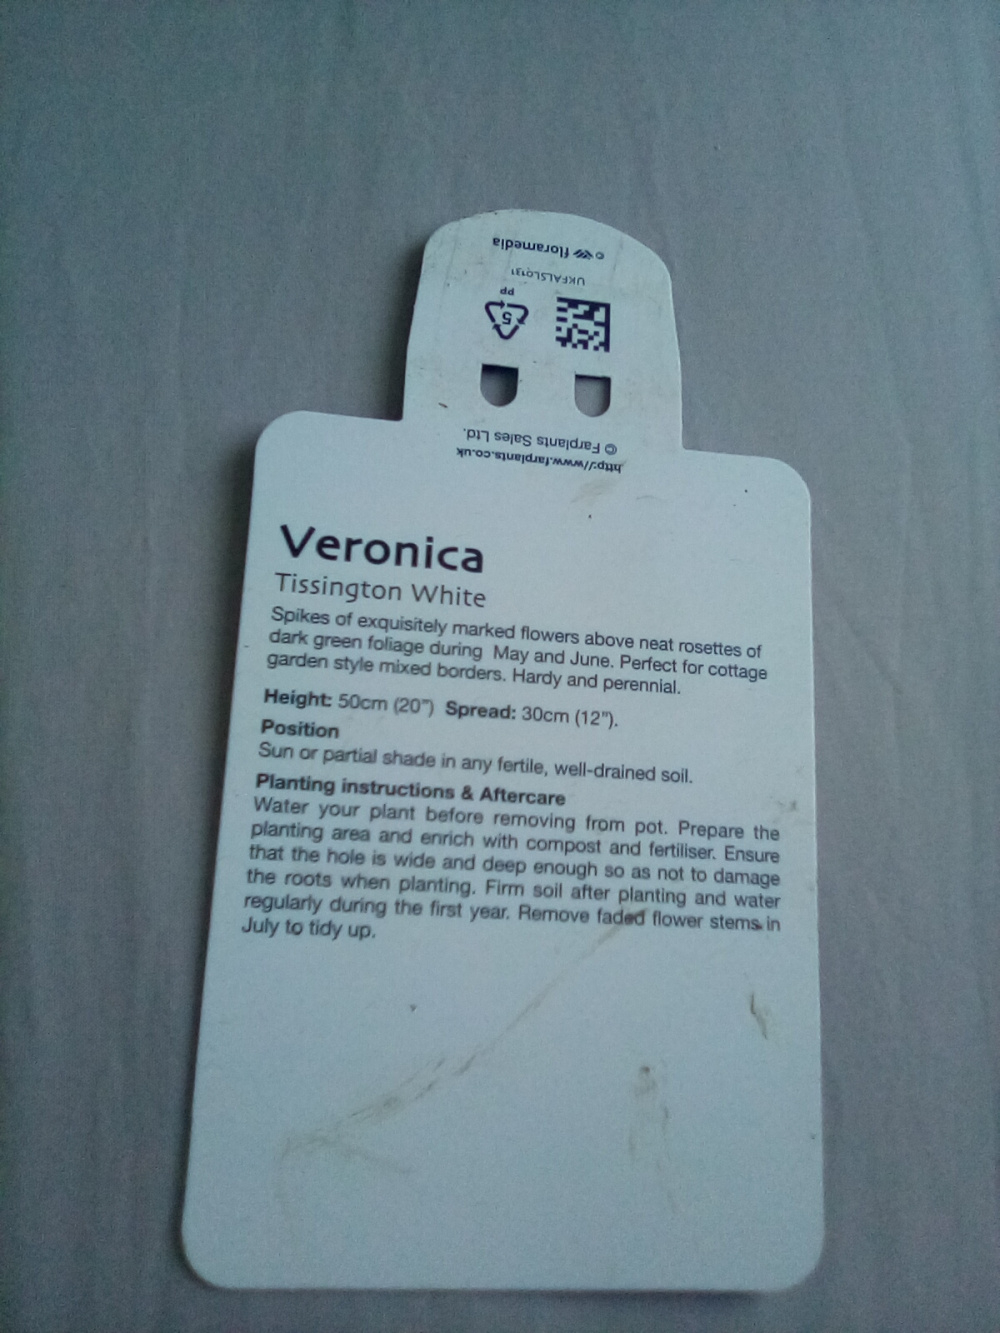 © floramedia
UKFALSL0131
PP
5
© Farplants Sales Ltd.
http://www.farplants.co.uk
Veronica
Tissington White
Spikes of exquisitely marked flowers above neat rosettes of
dark green foliage during May and June. Perfect for cottage
garden style mixed borders. Hardy and perennial.
Height: 50cm (20") Spread: 30cm (12").
Position
Sun or partial shade in any fertile, well-drained soil.
Planting instructions & Aftercare
Water your plant before removing from pot. Prepare the
planting area and enrich with compost and fertiliser. Ensure
that the hole is wide and deep enough so as not to damage
the roots when planting. Firm soil after planting and water
regularly during the first year. Remove faded flower stems in
July to tidy up.